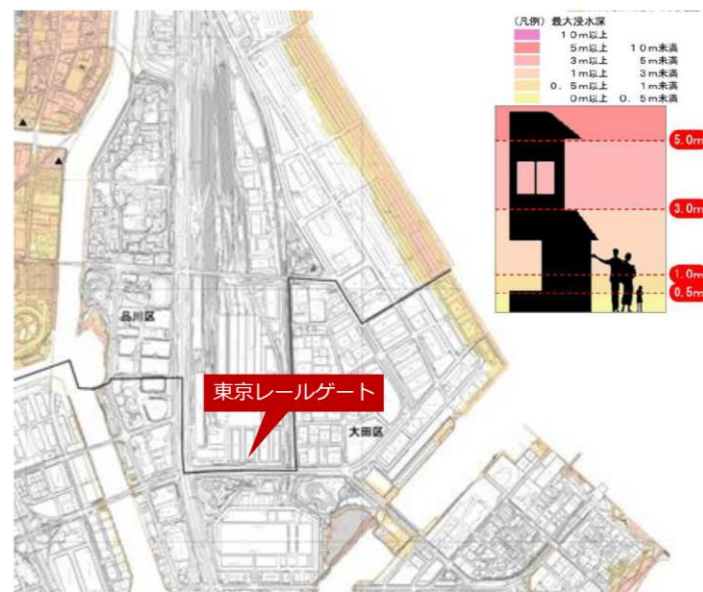 (凡例) 最大浸水深
10m以上
5m以上 10m未満
3m以上 5m未満
1m以上 3m未満
0.5m以上 1m未満
0m以上 0.5m未満
5.0m
3.0m
1.0m
0.5m
品川区
東京レールゲート
大田区